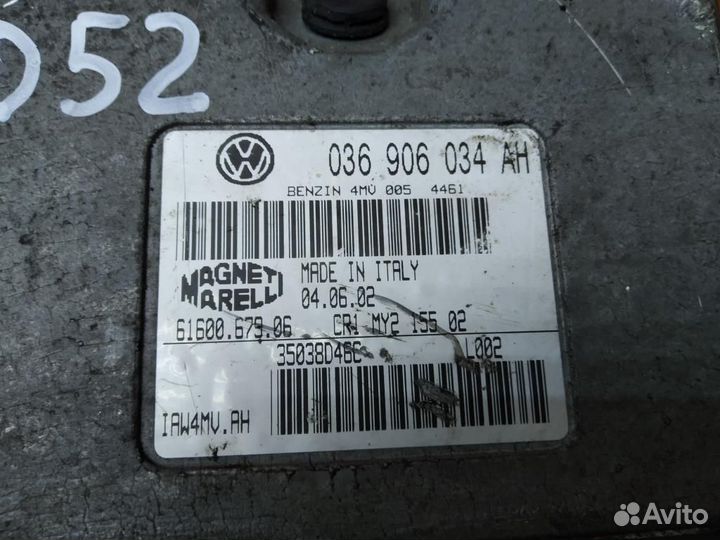 D52
036 906 034 AH
BENZIN 4MV 005 4461
MAGNETI
MARELLI
MADE IN ITALY
04.06.02
61600.679.06 CR1 MY2 155 02
35038D46C L002
IAW4MV.AH
Avito